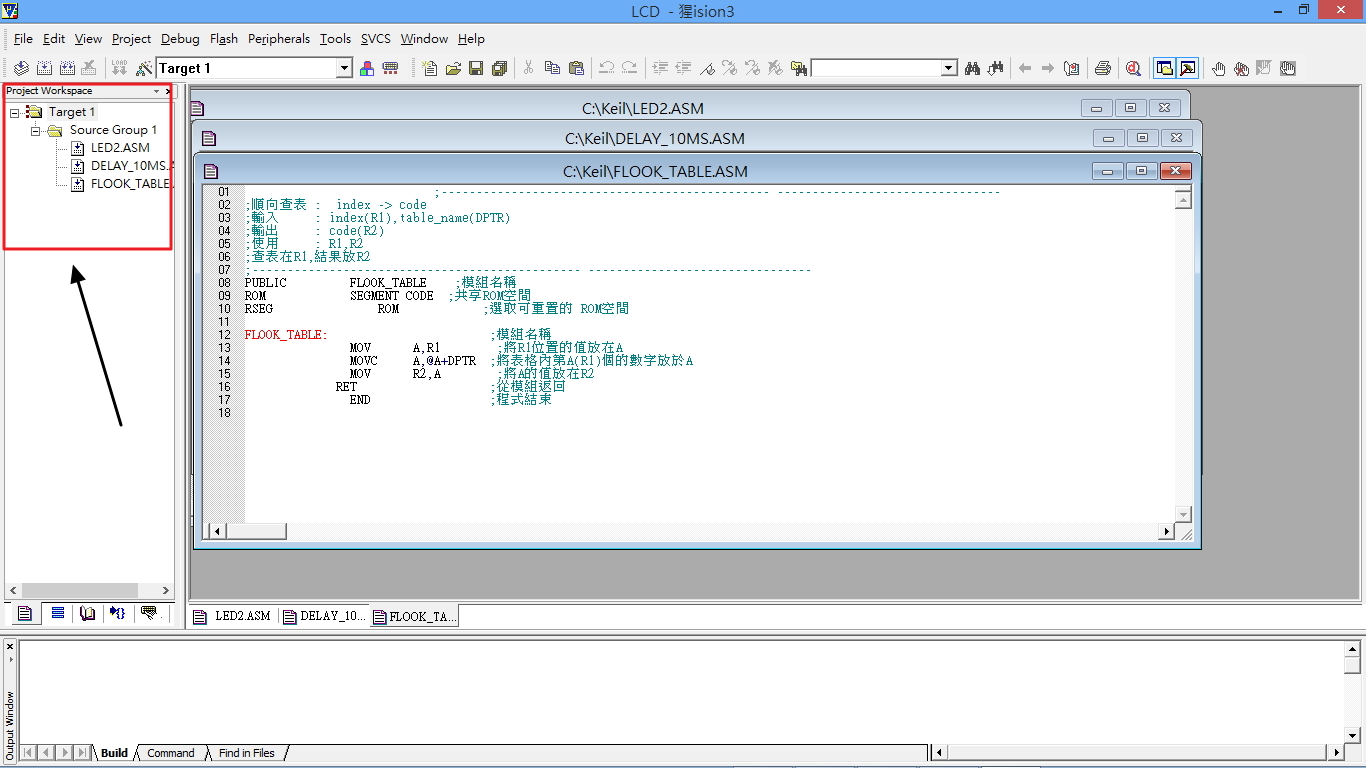 LCD - 猩ision3
File Edit View Project Debug Flash Peripherals Tools SVCS Window Help
LOAD
Target 1
Project Workspace
Target 1
Source Group 1
LED2.ASM
DELAY_10MS.A
FLOOK_TABLE.
C:\Keil\LED2.ASM
C:\Keil\DELAY_10MS.ASM
C:\Keil\FLOOK_TABLE.ASM
01 ;----------------------------------------------- --------------------------------
02 ;順向查表 : index -> code
03 ;輸入 : index(R1),table_name(DPTR)
04 ;輸出 : code(R2)
05 ;使用 : R1,R2
06 ;查表在R1,結果放R2
07 ;----------------------------------------------- --------------------------------
08 PUBLIC FLOOK_TABLE ;模組名稱
09 ROM SEGMENT CODE ;共享ROM空間
10 RSEG ROM ;選取可重置的 ROM空間
11
12 FLOOK_TABLE: ;模組名稱
13 MOV A,R1 ;將R1位置的值放在A
14 MOVC A,@A+DPTR ;將表格內第A(R1)個的數字放於A
15 MOV R2,A ;將A的值放在R2
16 RET ;從模組返回
17 END ;程式結束
18
LED2.ASM DELAY_10... FLOOK_TA...
Output Window
Build Command Find in Files